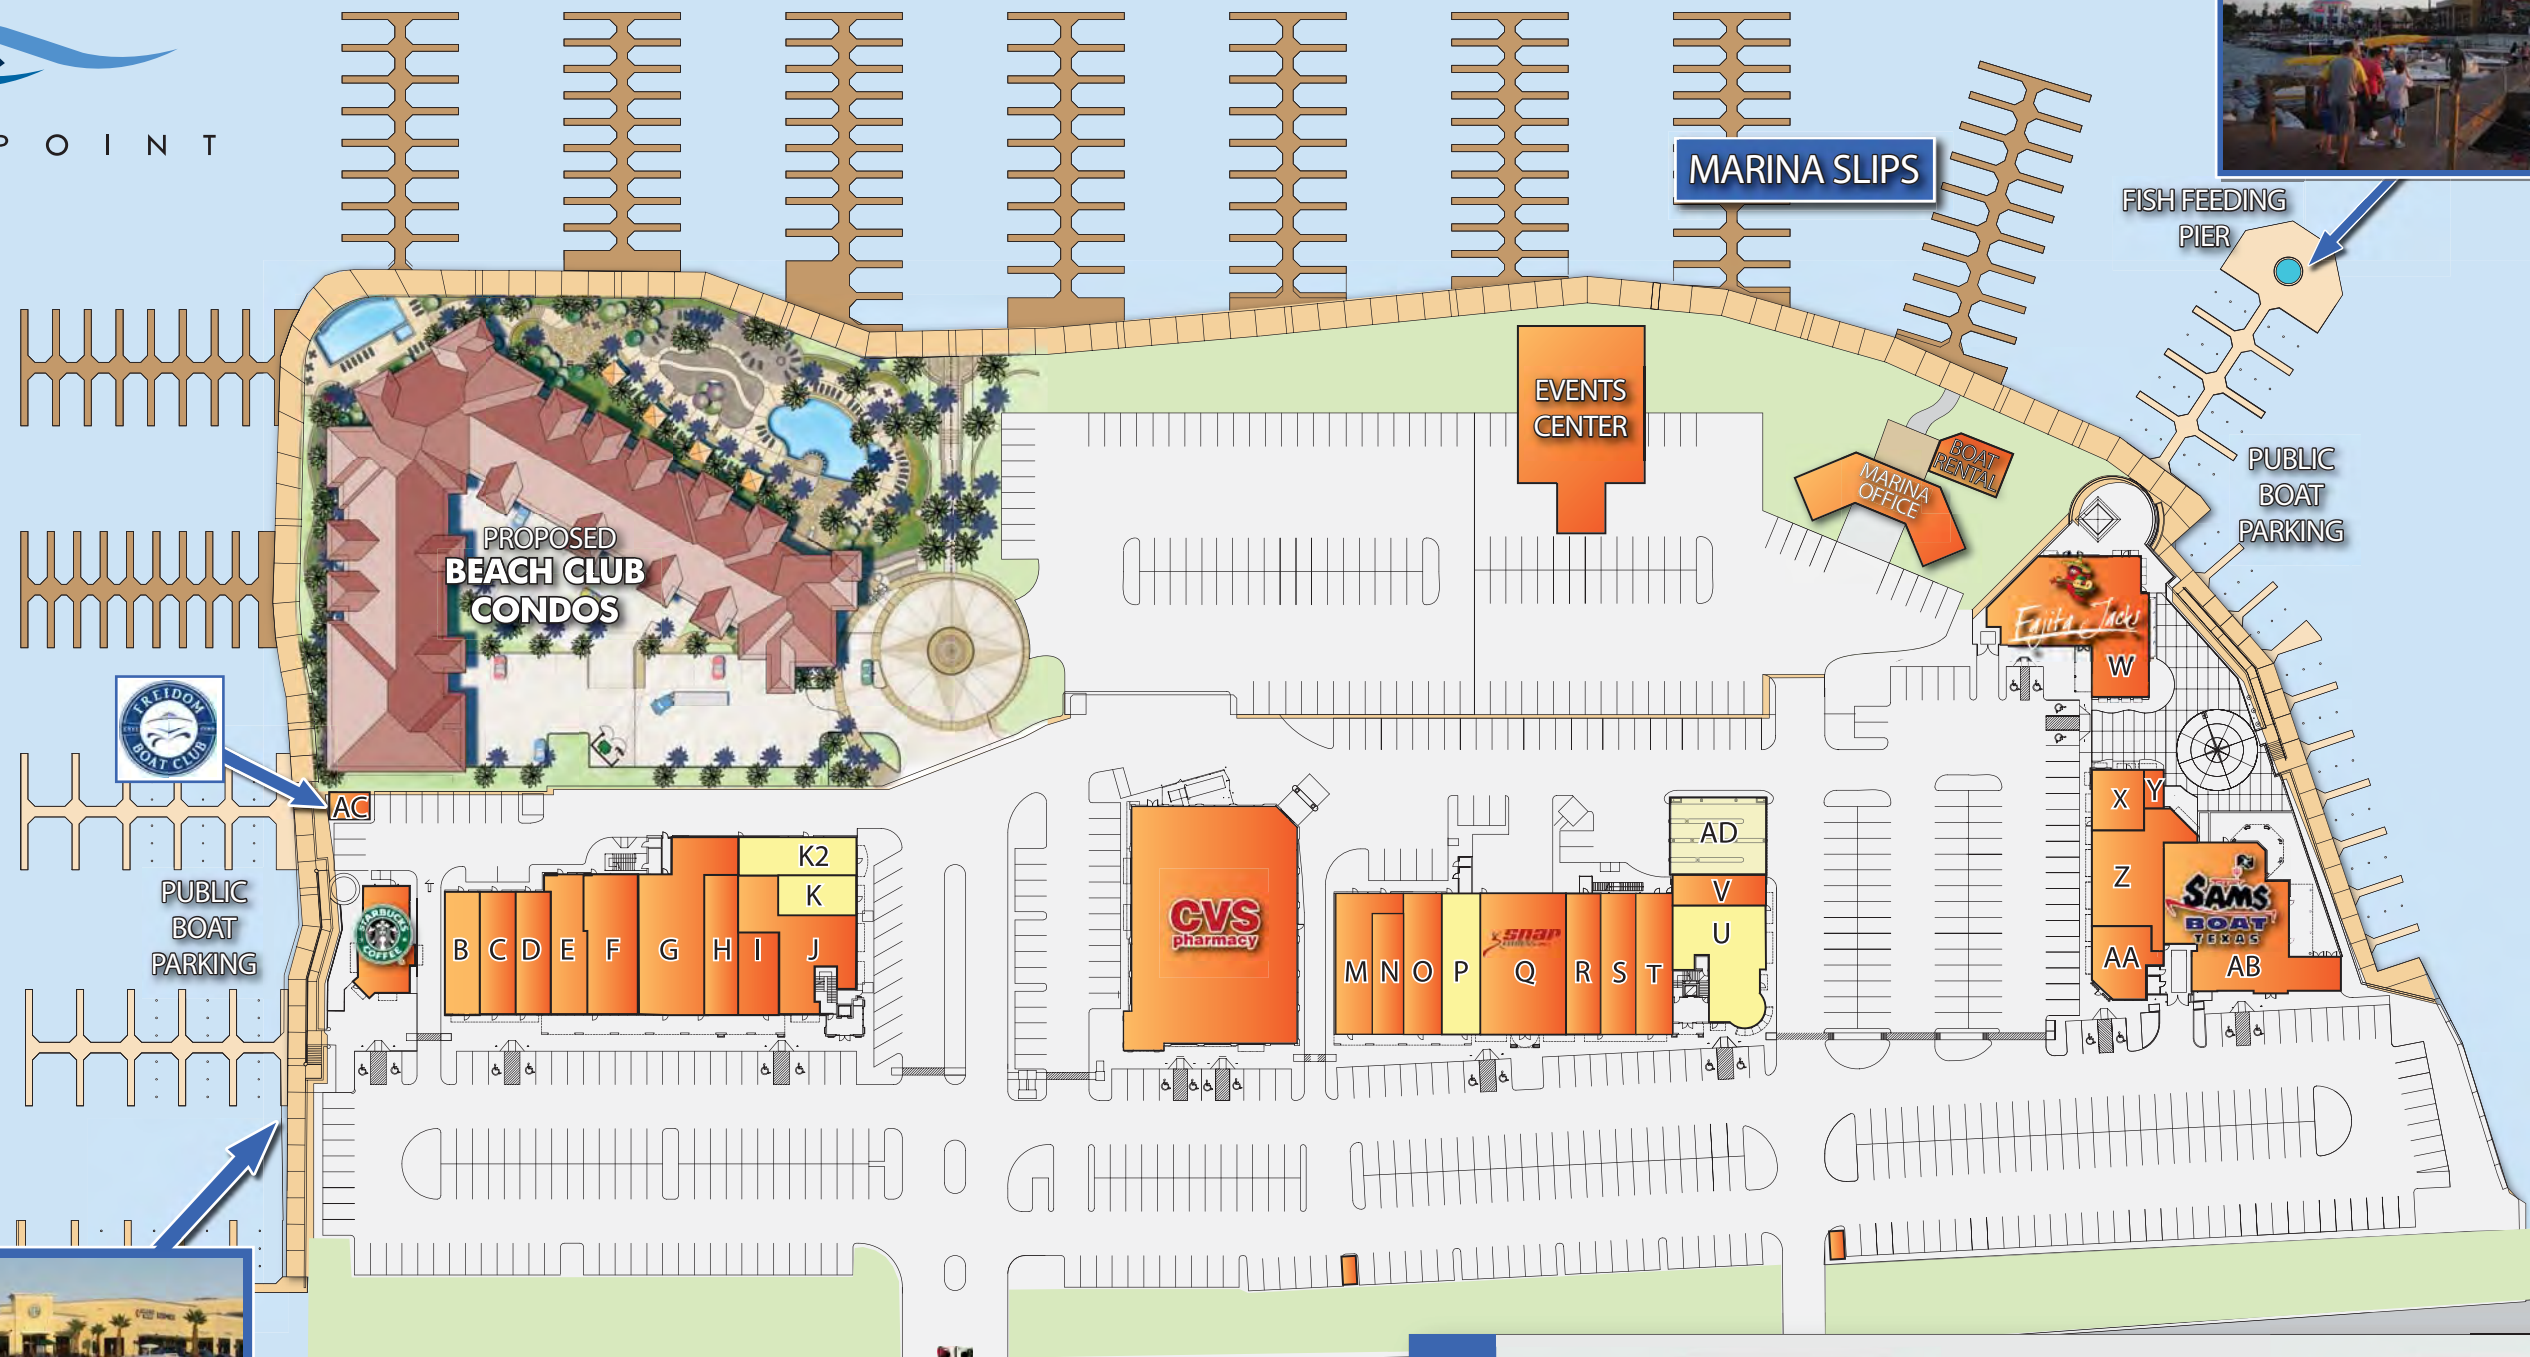 POINT
MARINA SLIPS
FISH FEEDING
PIER
EVENTS
CENTER
BOAT
RENTAL
MARINA
OFFICE
PUBLIC
BOAT
PARKING
PROPOSED
BEACH CLUB
CONDOS
Fajita Jacks
W
FREIDOM
BOAT CLUB
AC
X
Y
K2
K
AD
V
U
Z
SAMS
BOAT
TEXAS
AA
AB
PUBLIC
BOAT
PARKING
STARBUCKS
COFFEE
B
C
D
E
F
G
H
I
J
CVS
pharmacy
M
N
O
P
snap
Q
R
S
T